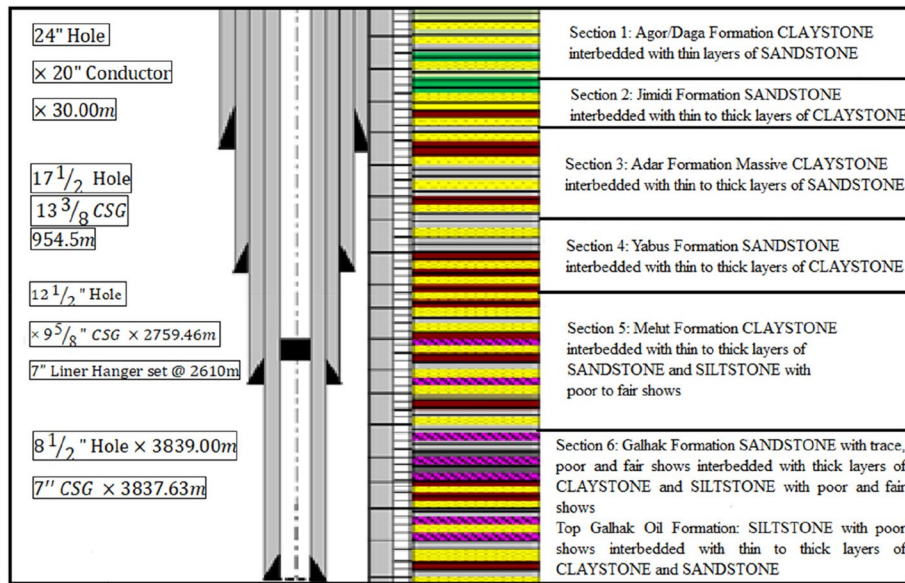 24" Hole
× 20" Conductor
× 30.00m
17 1/2 Hole
13 3/8 CSG
954.5m
12 1/2" Hole
× 9 5/8" CSG × 2759.46m
7" Liner Hanger set @ 2610m
8 1/2" Hole × 3839.00m
7'' CSG × 3837.63m
Section 1: Agor/Daga Formation CLAYSTONE
interbedded with thin layers of SANDSTONE
Section 2: Jimidi Formation SANDSTONE
interbedded with thin to thick layers of CLAYSTONE
Section 3: Adar Formation Massive CLAYSTONE
interbedded with thin to thick layers of SANDSTONE
Section 4: Yabus Formation SANDSTONE
interbedded with thin to thick layers of CLAYSTONE
Section 5: Melut Formation CLAYSTONE
interbedded with thin to thick layers of
SANDSTONE and SILTSTONE with
poor to fair shows
Section 6: Galhak Formation SANDSTONE with trace,
poor and fair shows interbedded with thick layers of
CLAYSTONE and SILTSTONE with poor and fair
shows
Top Galhak Oil Formation: SILTSTONE with poor
shows interbedded with thin to thick layers of
CLAYSTONE and SANDSTONE